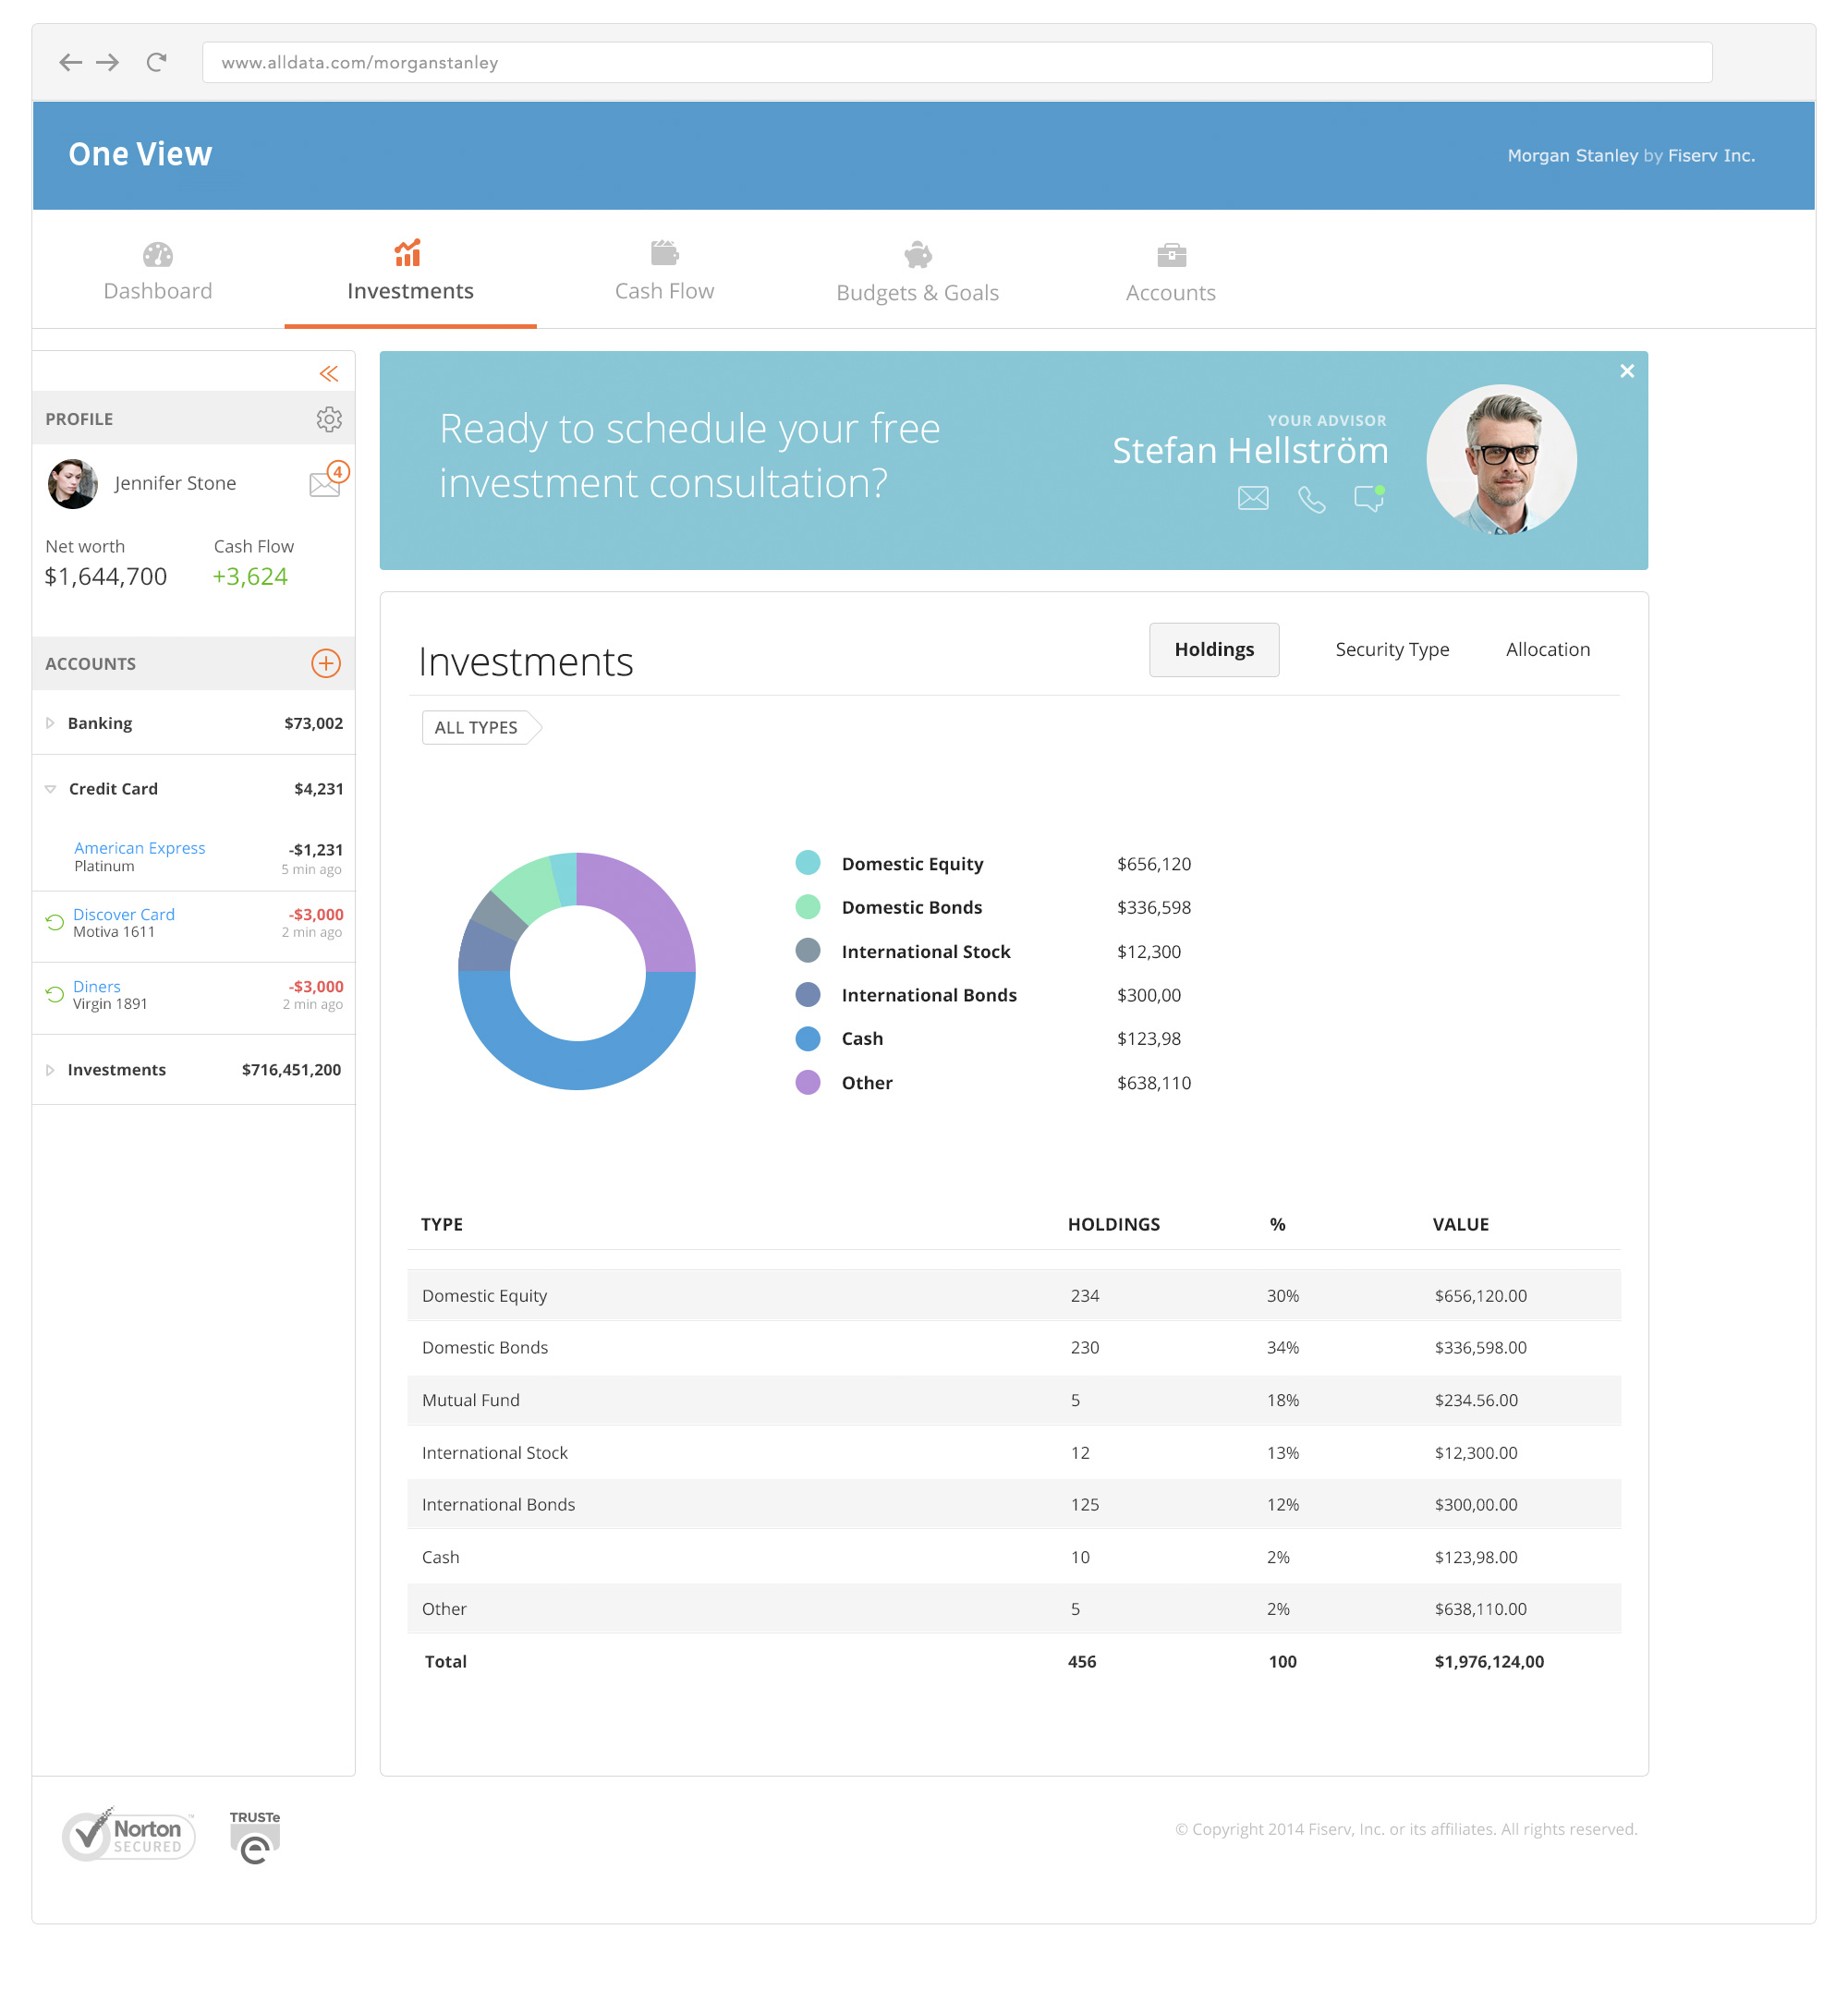 www.alldata.com/morganstanley
One View
Morgan Stanley by Fiserv Inc.
Dashboard
Investments
Cash Flow
Budgets & Goals
Accounts
PROFILE
Jennifer Stone
4
Net worth
Cash Flow
$1,644,700
+3,624
ACCOUNTS
Banking $73,002
Credit Card $4,231
American Express -$1,231
Platinum 5 min ago
Discover Card -$3,000
Motiva 1611 2 min ago
Diners -$3,000
Virgin 1891 2 min ago
Investments $716,451,200
Ready to schedule your free
investment consultation?
YOUR ADVISOR
Stefan Hellström
Investments
Holdings
Security Type
Allocation
ALL TYPES
Domestic Equity $656,120
Domestic Bonds $336,598
International Stock $12,300
International Bonds $300,00
Cash $123,98
Other $638,110
TYPE HOLDINGS % VALUE
Domestic Equity 234 30% $656,120.00
Domestic Bonds 230 34% $336,598.00
Mutual Fund 5 18% $234.56.00
International Stock 12 13% $12,300.00
International Bonds 125 12% $300,00.00
Cash 10 2% $123,98.00
Other 5 2% $638,110.00
Total 456 100 $1,976,124,00
Norton
SECURED
TRUSTe
© Copyright 2014 Fiserv, Inc. or its affiliates. All rights reserved.